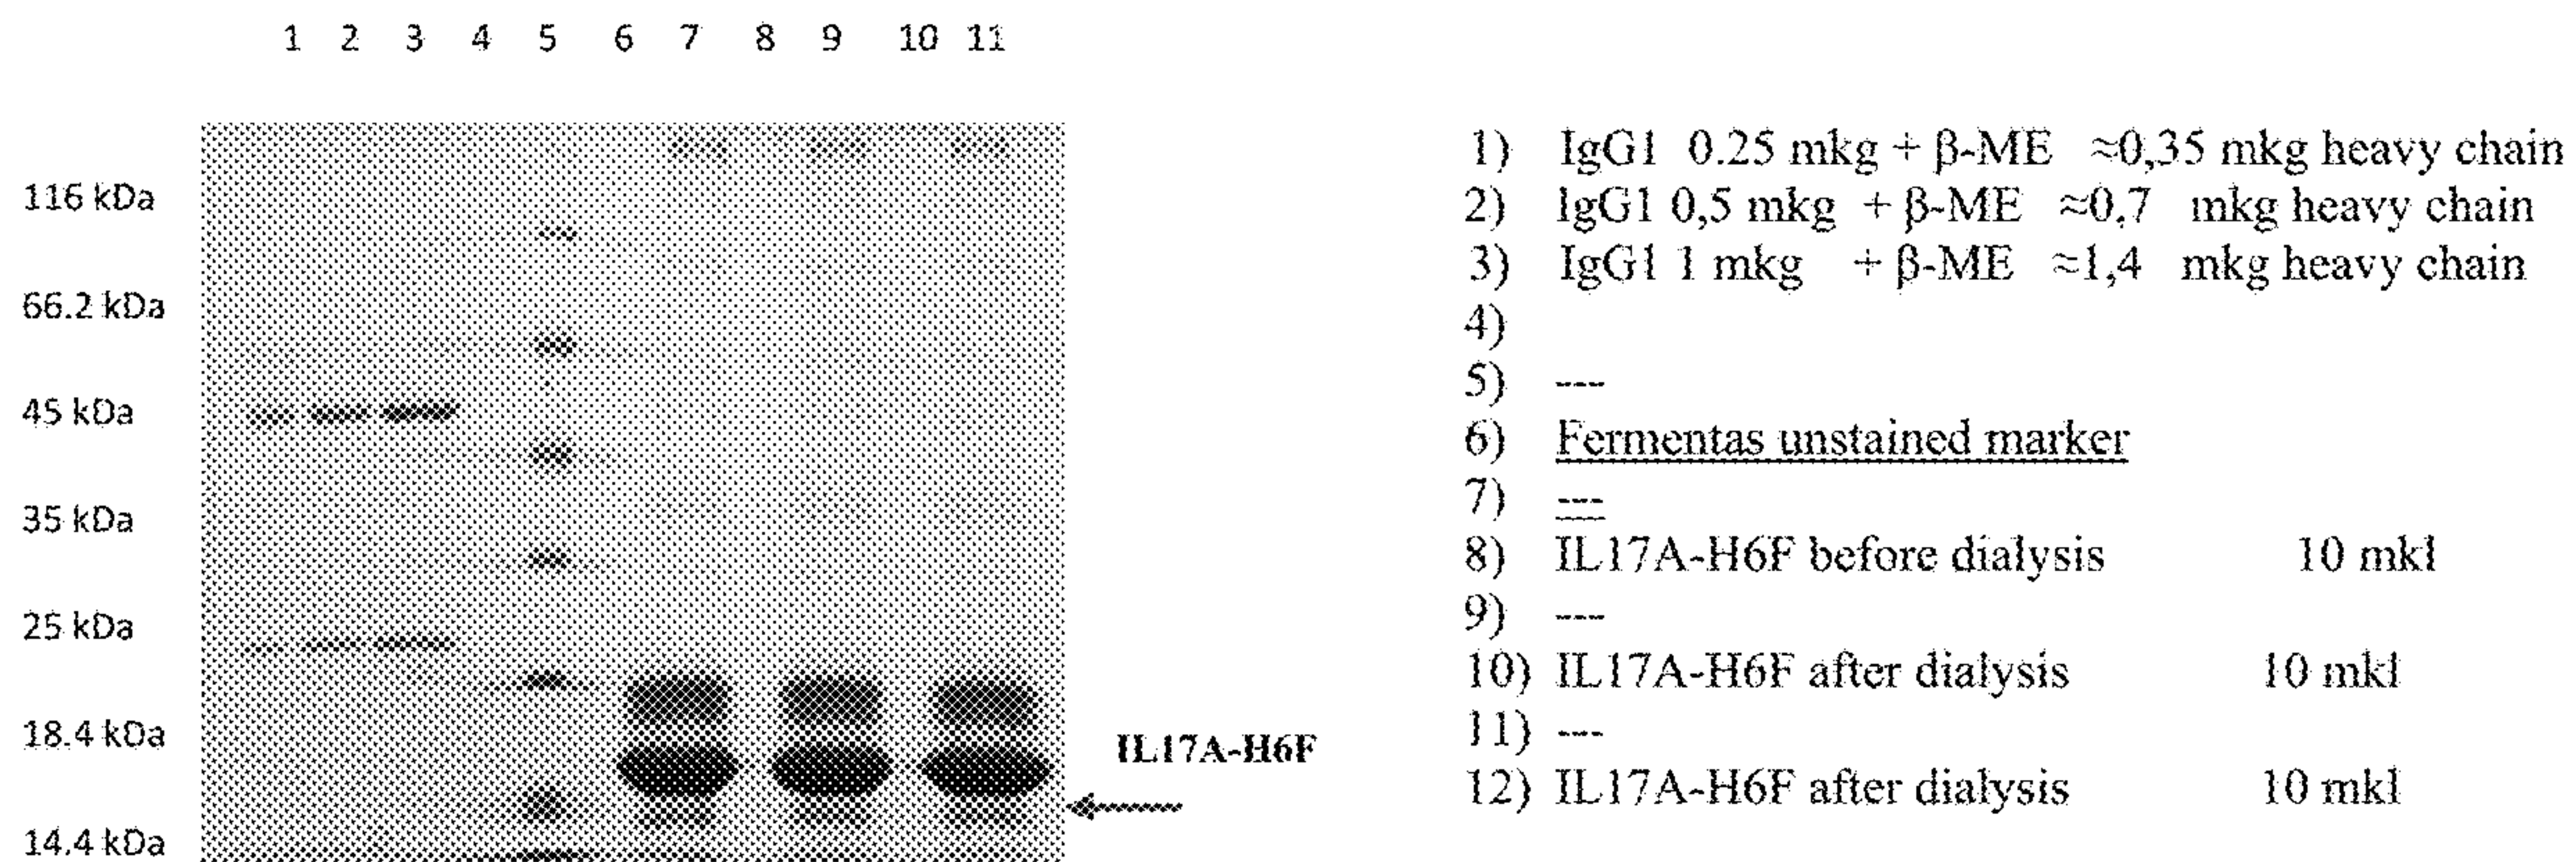 1 2 3 4 5 6 7 8 9 10 11
116 kDa
66.2 kDa
45 kDa
35 kDa
25 kDa
18.4 kDa
14.4 kDa
IL17A-H6F
1) IgG1 0.25 mkg + β-ME ≈0,35 mkg heavy chain
2) IgG1 0,5 mkg + β-ME ≈0,7 mkg heavy chain
3) IgG1 1 mkg + β-ME ≈1,4 mkg heavy chain
4)
5) ---
6) Fermentas unstained marker
7) ---
8) IL17A-H6F before dialysis 10 mkl
9) ---
10) IL17A-H6F after dialysis 10 mkl
11) ---
12) IL17A-H6F after dialysis 10 mkl